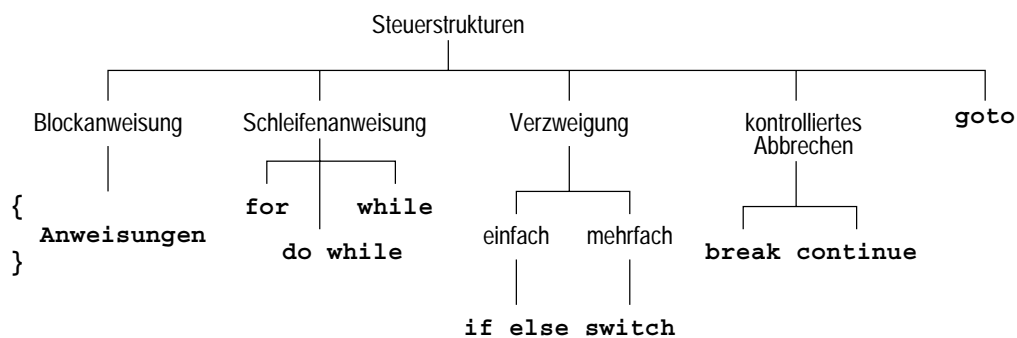 Steuerstrukturen
Blockanweisung Schleifenanweisung Verzweigung kontrolliertes Abbrechen goto
{
Anweisungen
}
for while
do while
einfach mehrfach
if else switch
break continue